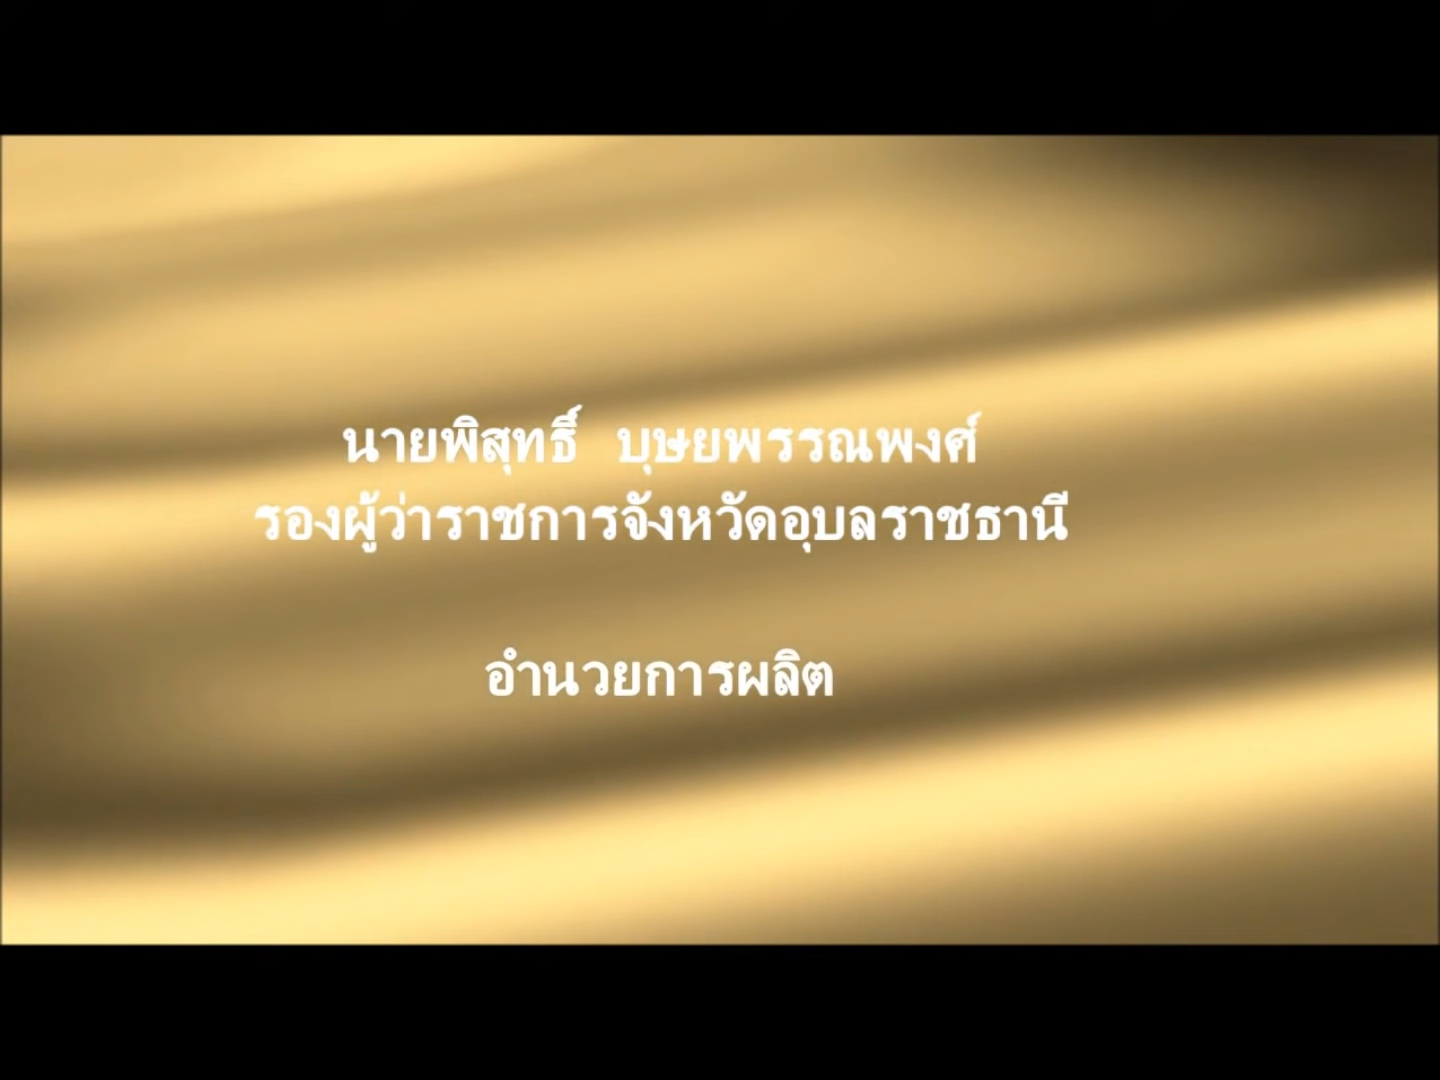 นายพิสุทธิ์ บุษยพรรณพงศ์
รองผู้ว่าราชการจังหวัดอุบลราชธานี
อำนวยการผลิต